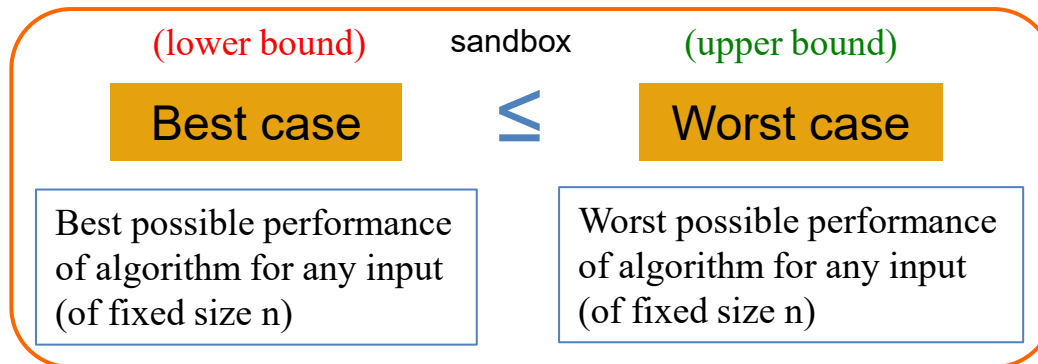 (lower bound) sandbox (upper bound)
Best case ≤ Worst case
Best possible performance
of algorithm for any input
(of fixed size n)
Worst possible performance
of algorithm for any input
(of fixed size n)